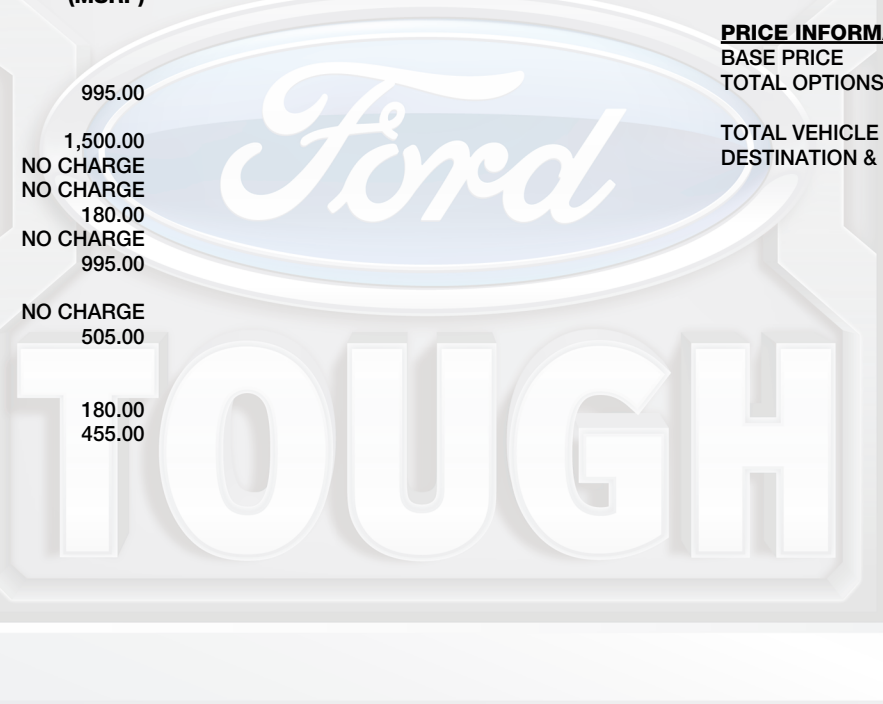 (MSRP)
995.00
1,500.00
NO CHARGE
NO CHARGE
180.00
NO CHARGE
995.00
NO CHARGE
505.00
180.00
455.00
PRICE INFORMA
BASE PRICE
TOTAL OPTIONS
TOTAL VEHICLE
DESTINATION &
Ford
TOUGH